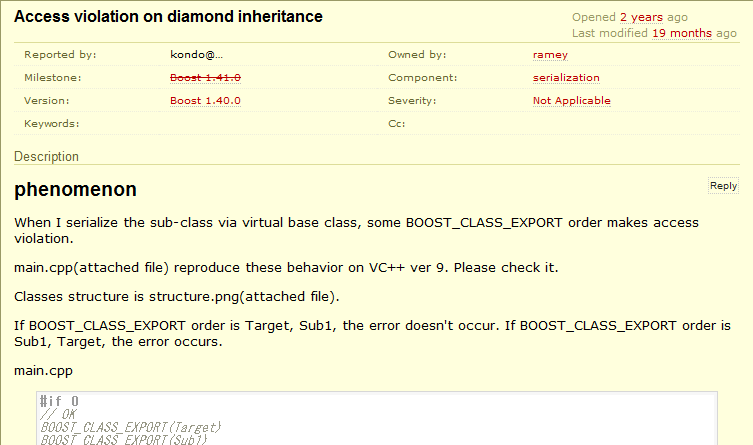 Access violation on diamond inheritance
Opened 2 years ago
Last modified 19 months ago
Reported by: kondo@… Owned by: ramey
Milestone: Boost 1.41.0 Component: serialization
Version: Boost 1.40.0 Severity: Not Applicable
Keywords: Cc:
Description
phenomenon
Reply
When I serialize the sub-class via virtual base class, some BOOST_CLASS_EXPORT order makes access
violation.
main.cpp(attached file) reproduce these behavior on VC++ ver 9. Please check it.
Classes structure is structure.png(attached file).
If BOOST_CLASS_EXPORT order is Target, Sub1, the error doesn't occur. If BOOST_CLASS_EXPORT order is
Sub1, Target, the error occurs.
main.cpp
#if 0
// OK
BOOST_CLASS_EXPORT(Target)
BOOST_CLASS_EXPORT(Sub1)